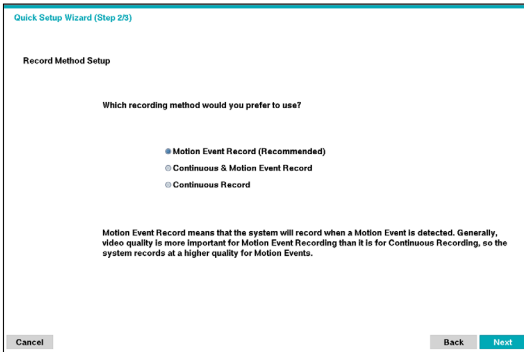 Quick Setup Wizard (Step 2/3)
Record Method Setup
Which recording method would you prefer to use?
Motion Event Record (Recommended)
Continuous & Motion Event Record
Continuous Record
Motion Event Record means that the system will record when a Motion Event is detected. Generally,
video quality is more important for Motion Event Recording than it is for Continuous Recording, so the
system records at a higher quality for Motion Events.
Cancel
Back
Next